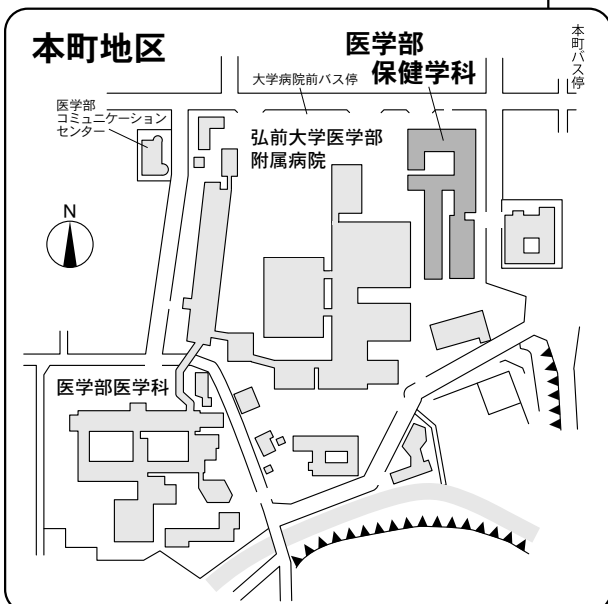 本町地区
医学部
保健学科
本町バス停
大学病院前バス停
医学部
コミュニケーション
センター
弘前大学医学部
附属病院
N
医学部医学科